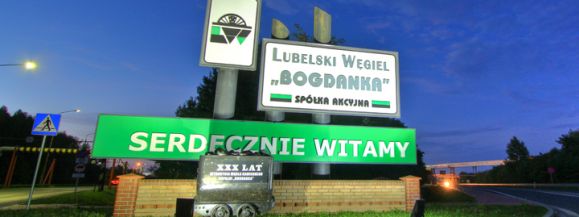 LUBELSKI WĘGIEL
„BOGDANKA”
SPÓŁKA AKCYJNA
SERDECZNIE WITAMY
XXX LAT